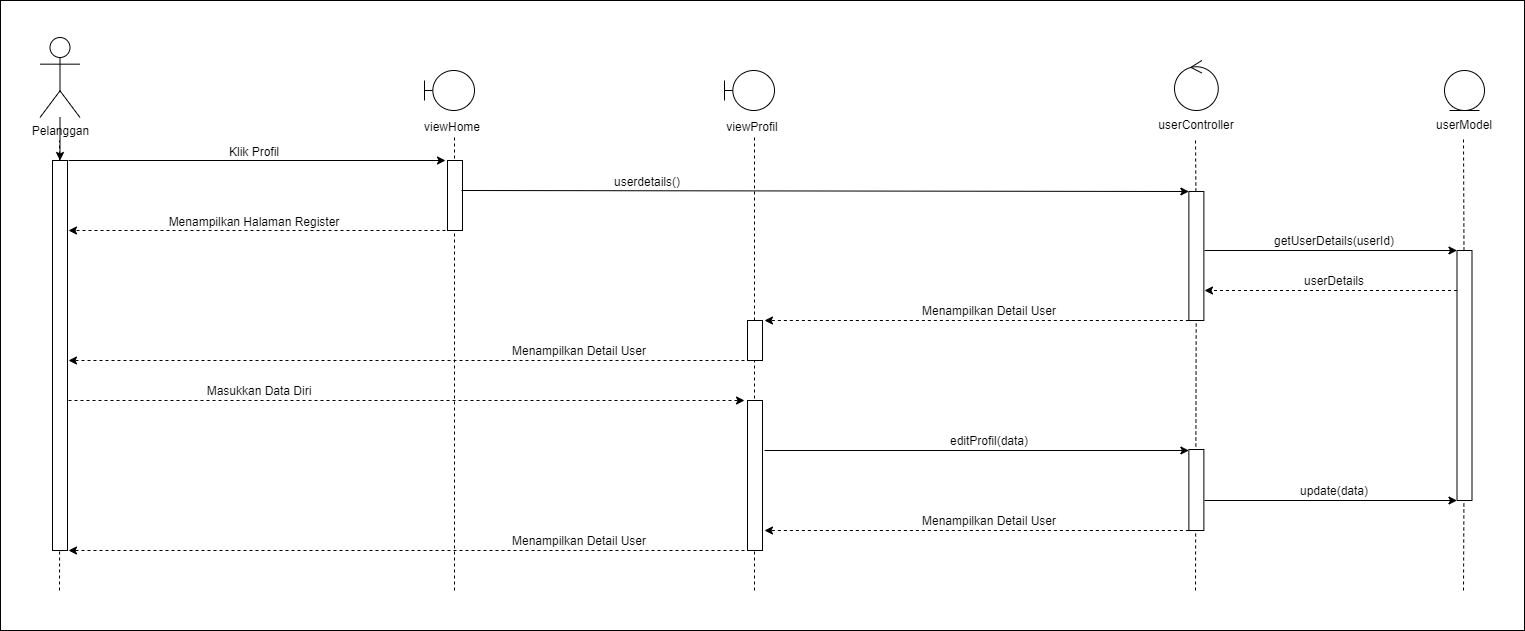 Pelanggan
viewHome
viewProfil
userController
userModel
Klik Profil
userdetails()
Menampilkan Halaman Register
getUserDetails(userId)
userDetails
Menampilkan Detail User
Menampilkan Detail User
Masukkan Data Diri
editProfil(data)
update(data)
Menampilkan Detail User
Menampilkan Detail User